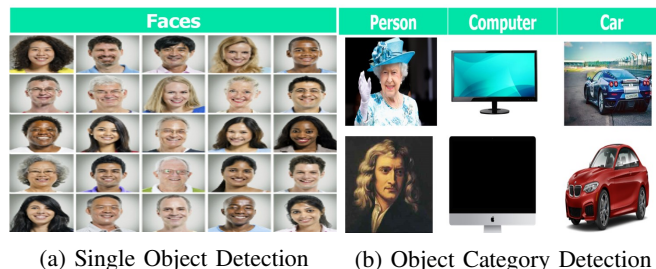 Faces
Person Computer Car
(a) Single Object Detection
(b) Object Category Detection